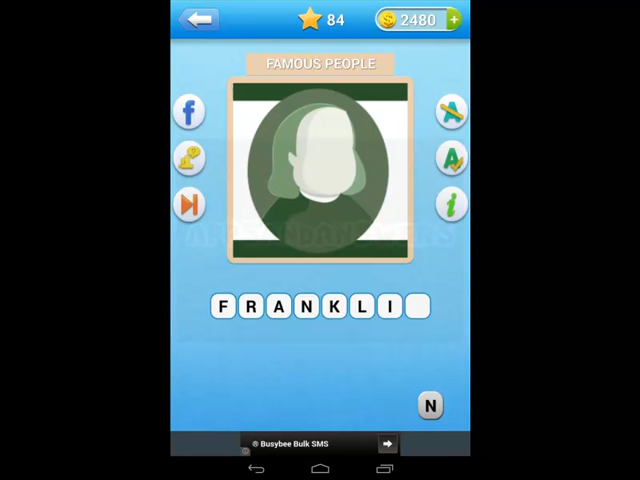 84
2480
FAMOUS PEOPLE
F R A N K L I
N
® Busybee Bulk SMS